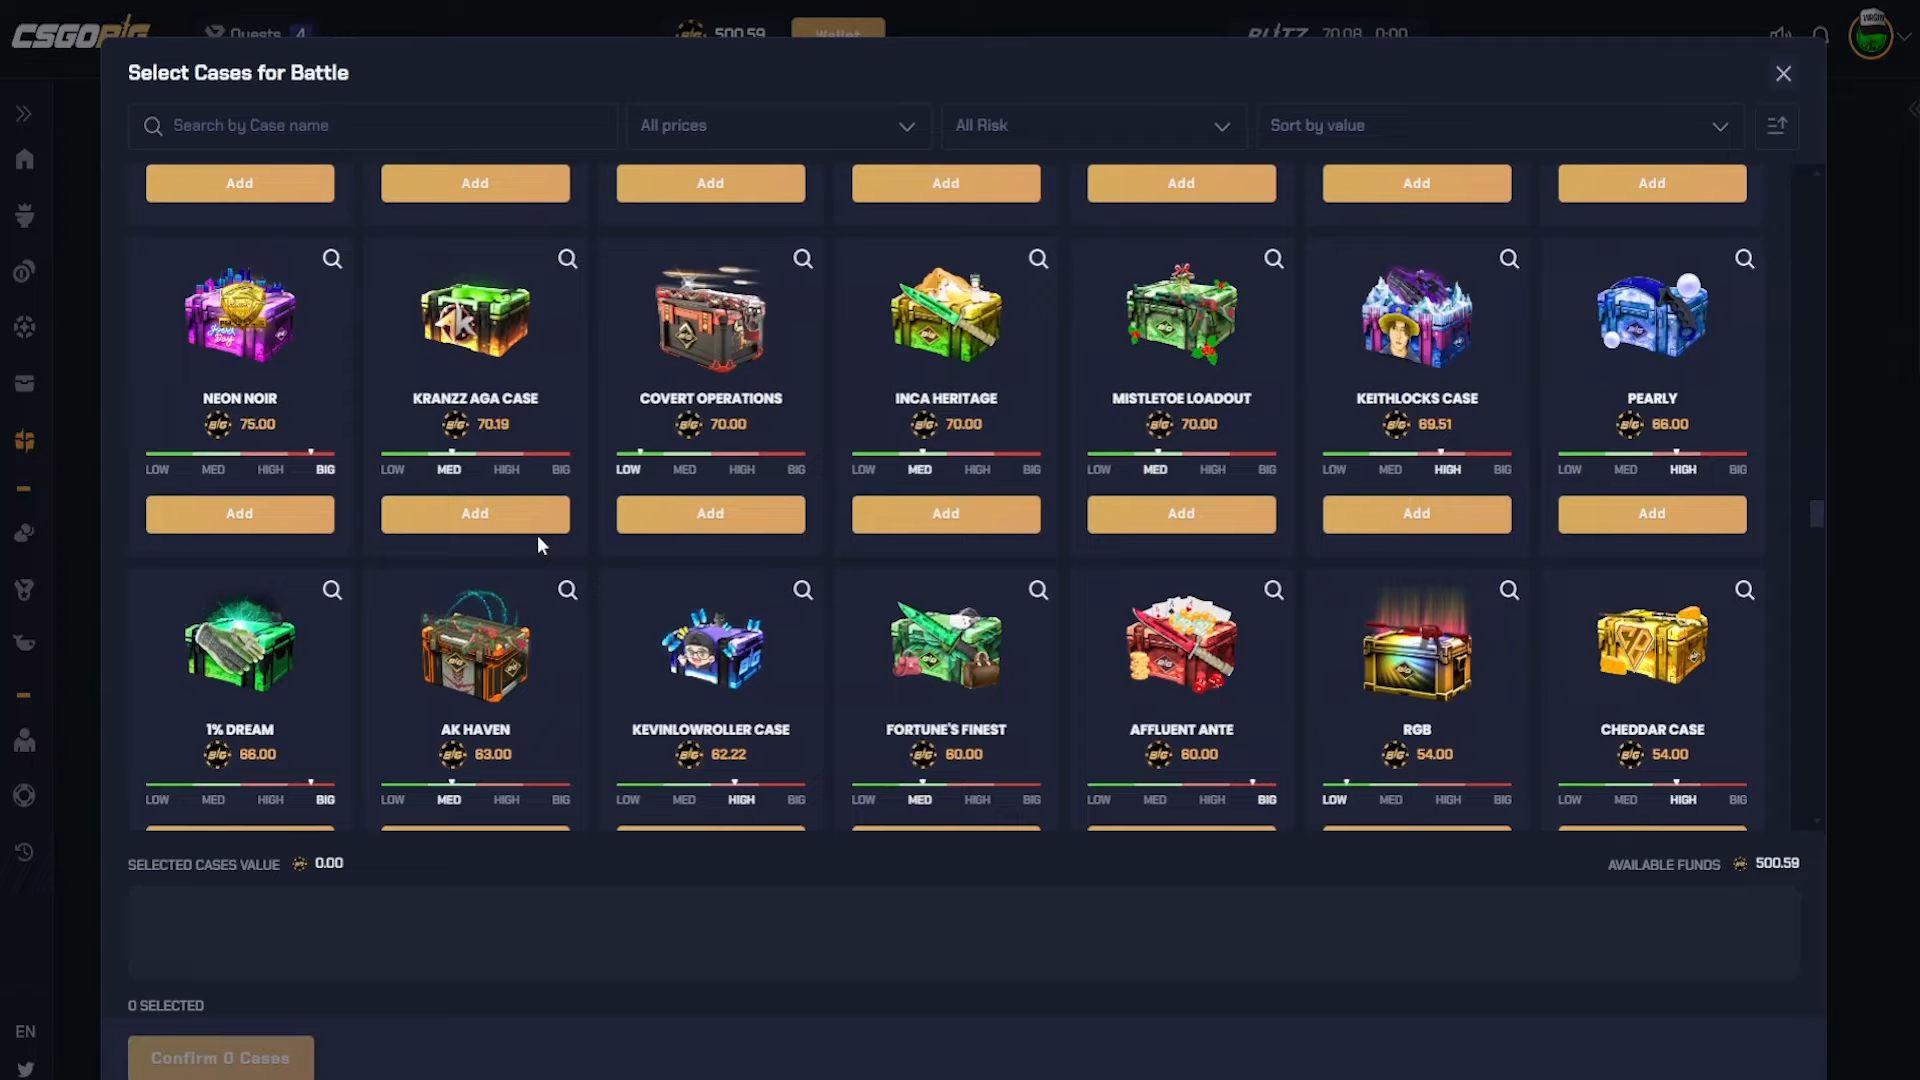 CSGOBIG
Quests 4
500.59
Wallet
BLITZ 70.08 0:00
Select Cases for Battle
Search by Case name
All prices
All Risk
Sort by value
Add Add Add Add Add Add Add
NEON NOIR
75.00
LOW MED HIGH BIG
Add
KRANZZ AGA CASE
70.19
LOW MED HIGH BIG
Add
COVERT OPERATIONS
70.00
LOW MED HIGH BIG
Add
INCA HERITAGE
70.00
LOW MED HIGH BIG
Add
MISTLETOE LOADOUT
70.00
LOW MED HIGH BIG
Add
KEITHLOCKS CASE
69.51
LOW MED HIGH BIG
Add
PEARLY
66.00
LOW MED HIGH BIG
Add
1% DREAM
66.00
LOW MED HIGH BIG
AK HAVEN
63.00
LOW MED HIGH BIG
KEVINLOWROLLER CASE
62.22
LOW MED HIGH BIG
FORTUNE'S FINEST
60.00
LOW MED HIGH BIG
AFFLUENT ANTE
60.00
LOW MED HIGH BIG
RGB
54.00
LOW MED HIGH BIG
CHEDDAR CASE
54.00
LOW MED HIGH BIG
SELECTED CASES VALUE 0.00
AVAILABLE FUNDS 500.59
0 SELECTED
Confirm 0 Cases
EN